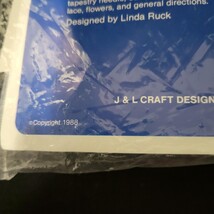 tapestry needle,
lace, flowers, and general directions.
Designed by Linda Ruck
J & L CRAFT DESIGN
©Copyright 1988